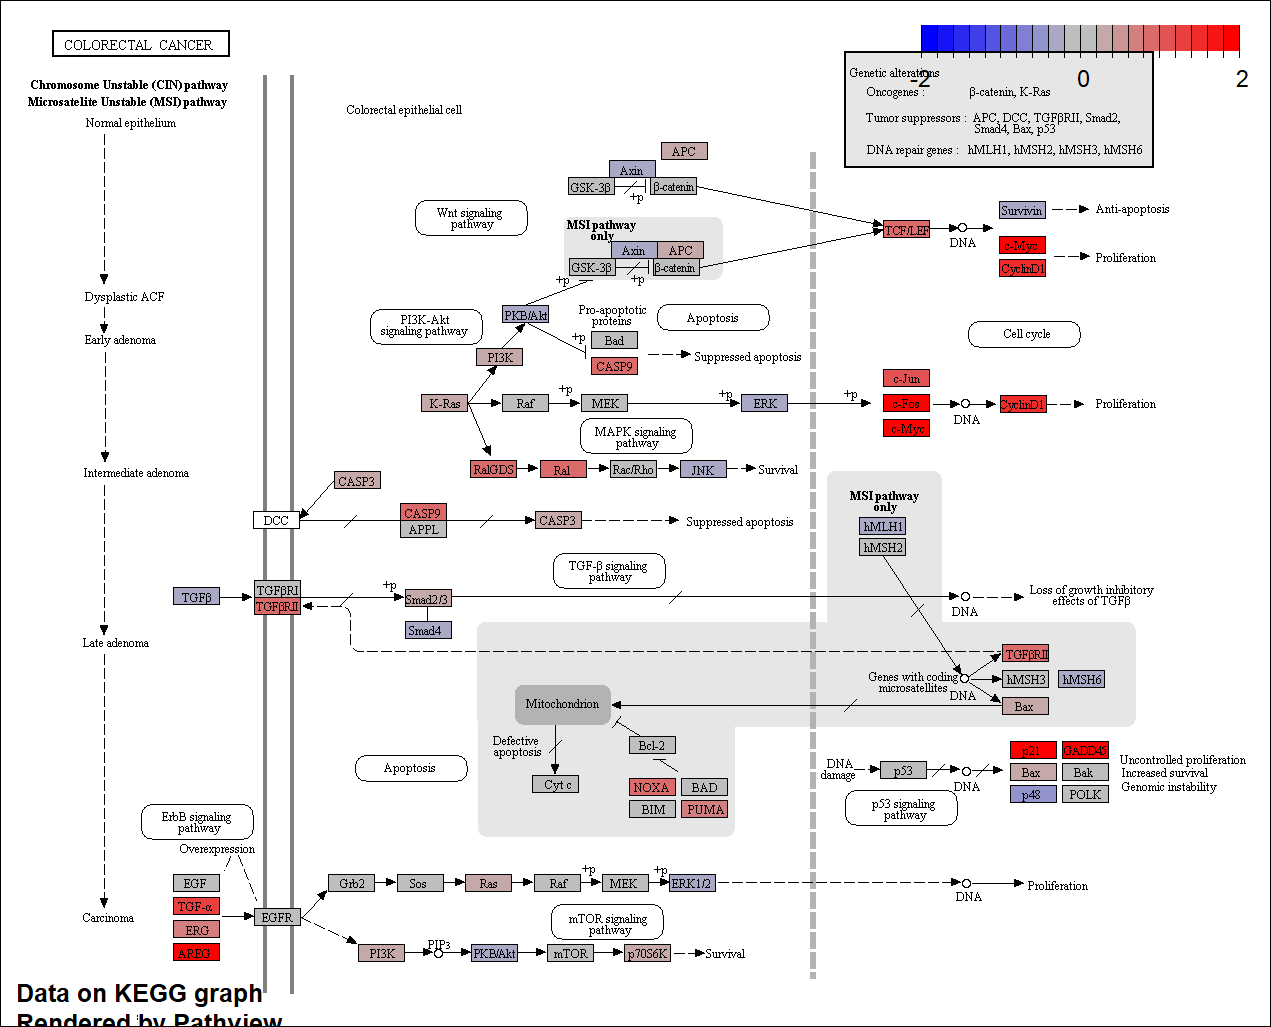 COLORECTAL CANCER
-2
0
2
Genetic alterations
Oncogenes : β-catenin, K-Ras
Tumor suppressors : APC, DCC, TGFβRII, Smad2,
Smad4, Bax, p53
DNA repair genes : hMLH1, hMSH2, hMSH3, hMSH6
Chromosome Unstable (CIN) pathway
Microsatelite Unstable (MSI) pathway
Normal epithelium
Dysplastic ACF
Early adenoma
Intermediate adenoma
Late adenoma
Carcinoma
Colorectal epithelial cell
APC
Axin
GSK-3β
β-catenin
+p
Wnt signaling
pathway
MSI pathway
only
Axin
APC
GSK-3β
β-catenin
+p
+p
TCF/LEF
DNA
Survivin
Anti-apoptosis
c-Myc
CyclinD1
Proliferation
PI3K-Akt
signaling pathway
PKB/Akt
PI3K
Pro-apoptotic
proteins
+p
Bad
CASP9
Apoptosis
Suppressed apoptosis
Cell cycle
K-Ras
Raf
+p
MEK
+p
ERK
+p
c-Jun
c-Fos
c-Myc
DNA
CyclinD1
Proliferation
MAPK signaling
pathway
RalGDS
Ral
Rac/Rho
JNK
Survival
CASP3
DCC
CASP9
APPL
CASP3
Suppressed apoptosis
MSI pathway
only
hMLH1
hMSH2
TGF-β signaling
pathway
TGFβ
TGFβRI
TGFβRII
+p
Smad2/3
Smad4
DNA
Loss of growth inhibitory
effects of TGFβ
Genes with coding
microsatellites
DNA
TGFβRII
hMSH3
hMSH6
Bax
Mitochondrion
Defective
apoptosis
Cyt c
Bcl-2
NOXA
BAD
BIM
PUMA
Apoptosis
DNA
damage
p53
DNA
p21
GADD45
Bax
Bak
p48
POLK
Uncontrolled proliferation
Increased survival
Genomic instability
p53 signaling
pathway
ErbB signaling
pathway
Overexpression
EGF
TGF-α
ERG
AREG
EGFR
Grb2
Sos
Ras
Raf
+p
MEK
+p
ERK1/2
DNA
Proliferation
mTOR signaling
pathway
PI3K
PIP3
PKB/Akt
mTOR
p70S6K
Survival
Data on KEGG graph
Rendered by Pathview